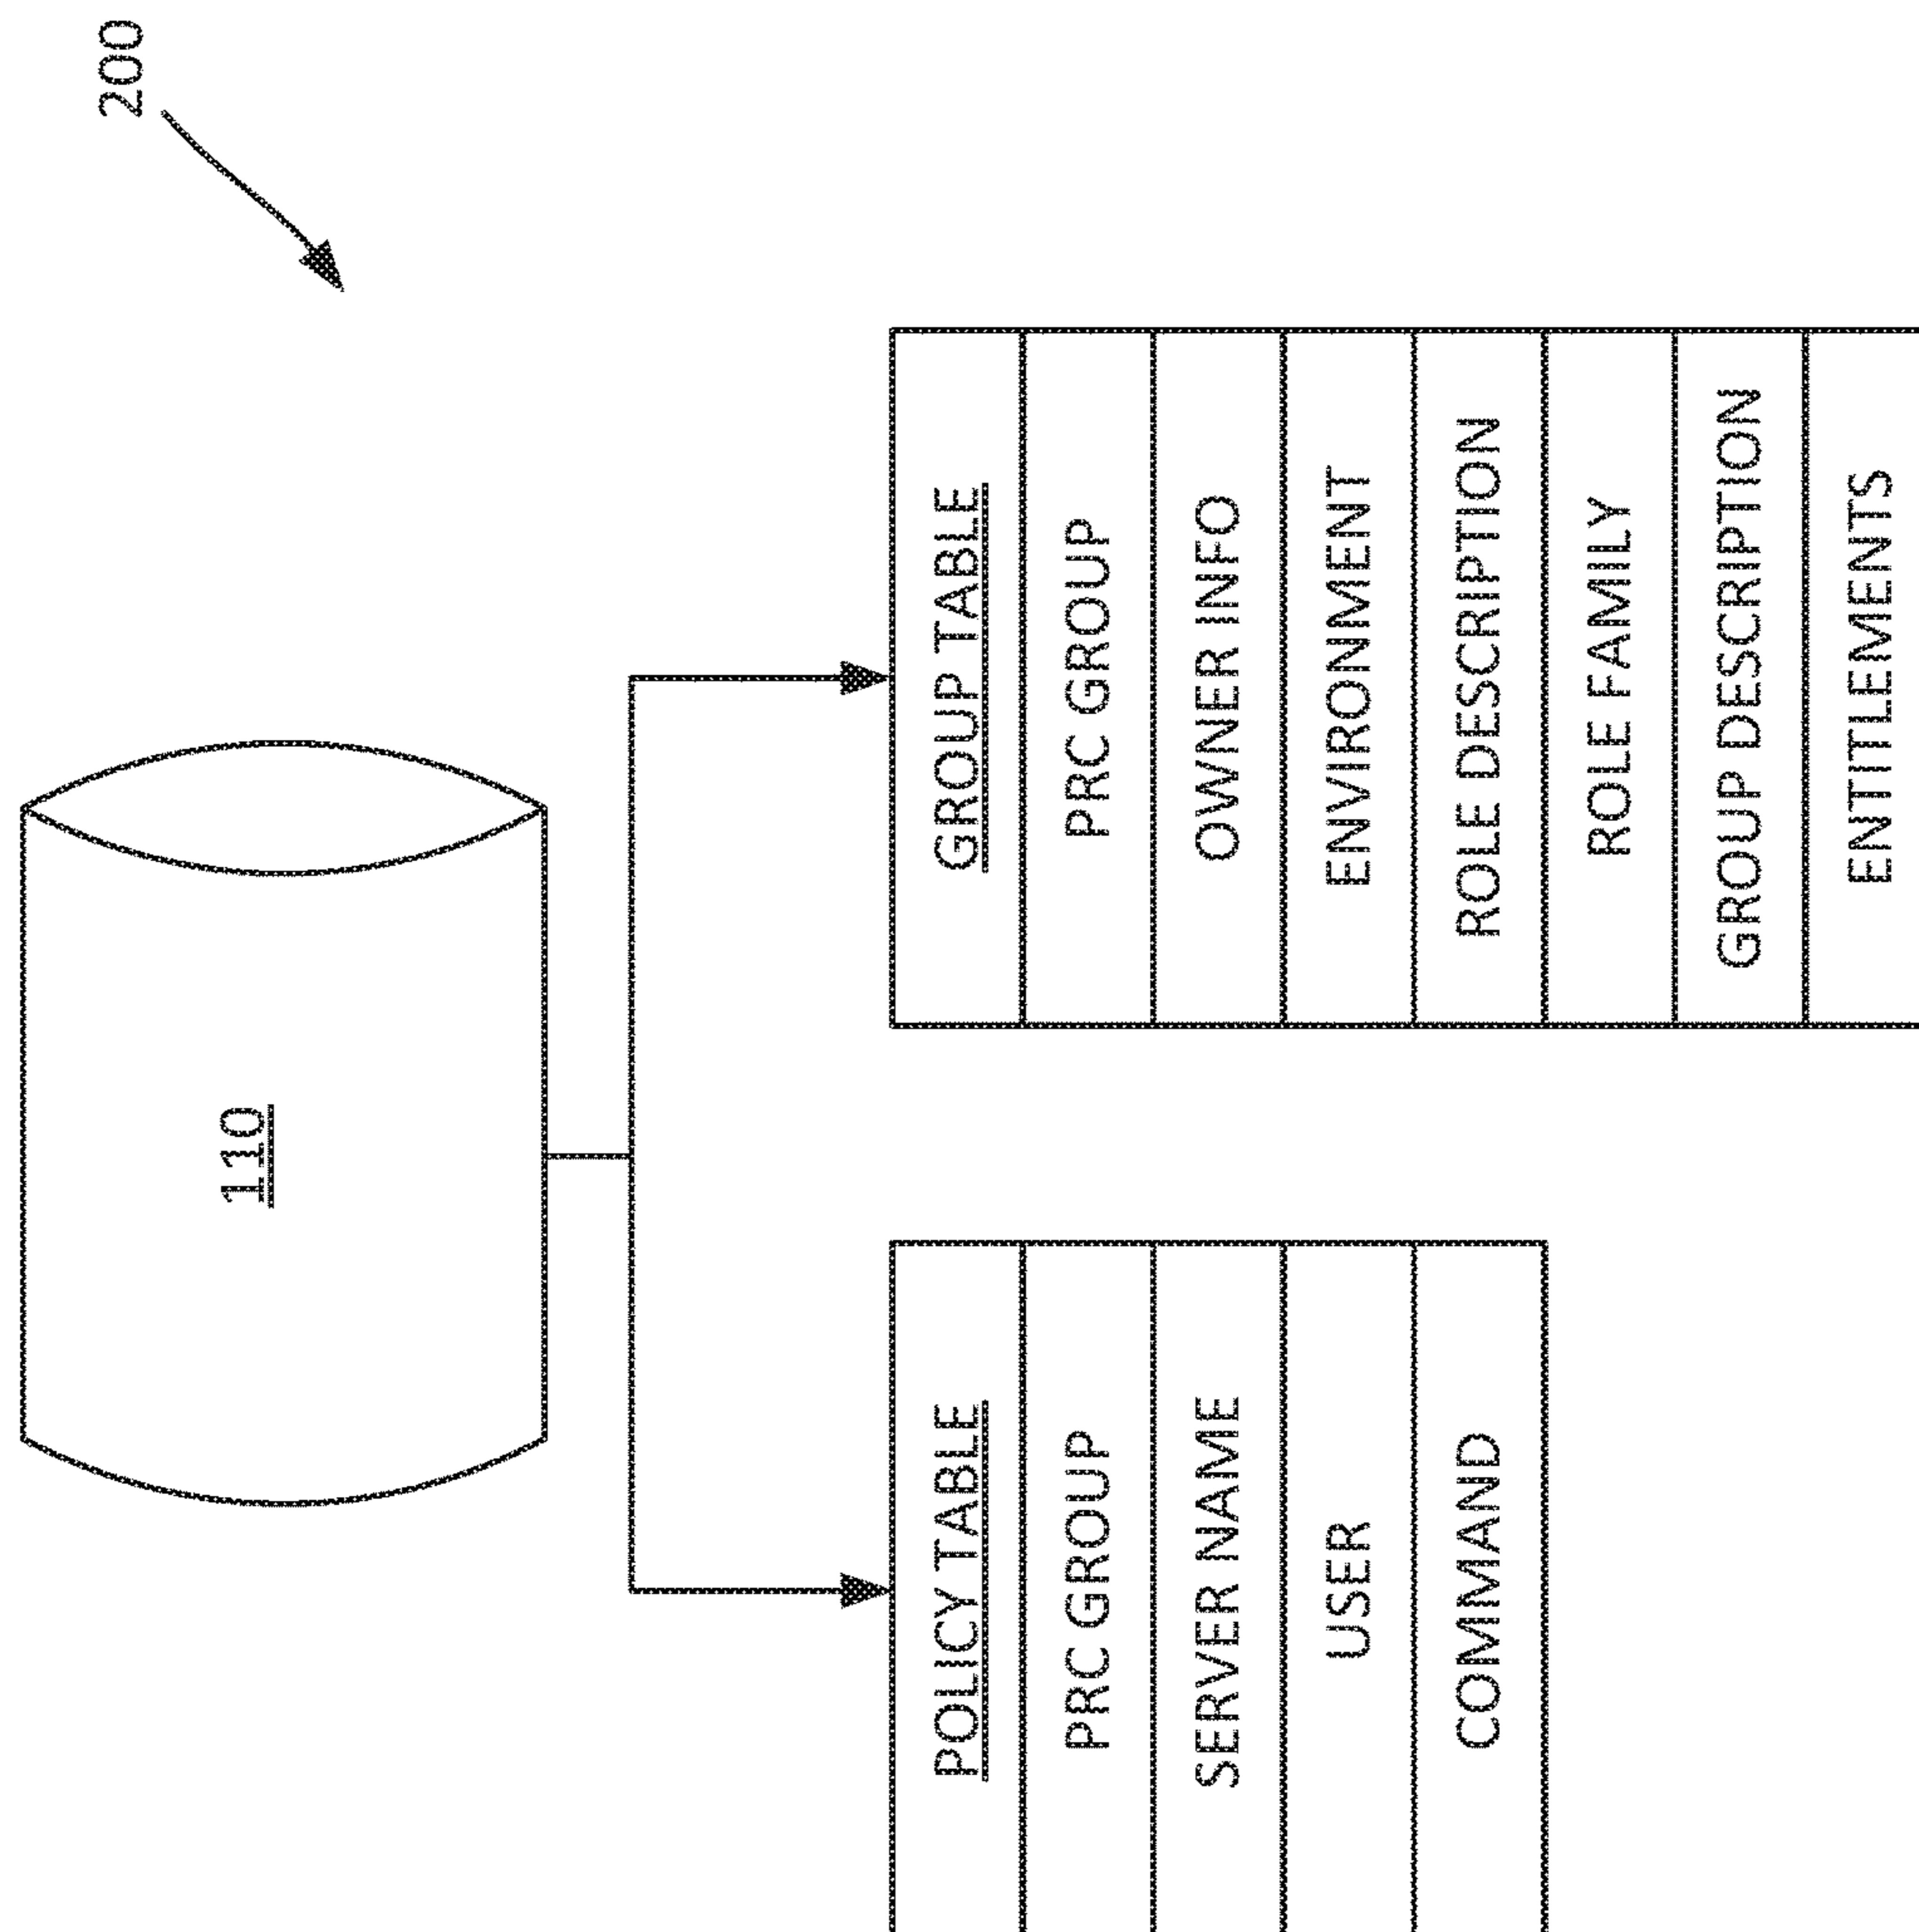 200
110
POLICY TABLE
PRC GROUP
SERVER NAME
USER
COMMAND
GROUP TABLE
PRC GROUP
OWNER INFO
ENVIRONMENT
ROLE DESCRIPTION
ROLE FAMILY
GROUP DESCRIPTION
ENTITLEMENTS